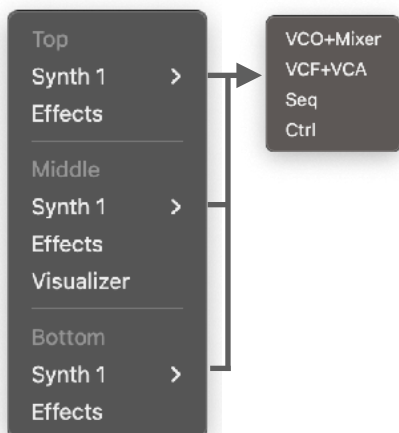 Top
Synth 1 >
Effects
Middle
Synth 1 >
Effects
Visualizer
Bottom
Synth 1 >
Effects
VCO+Mixer
VCF+VCA
Seq
Ctrl